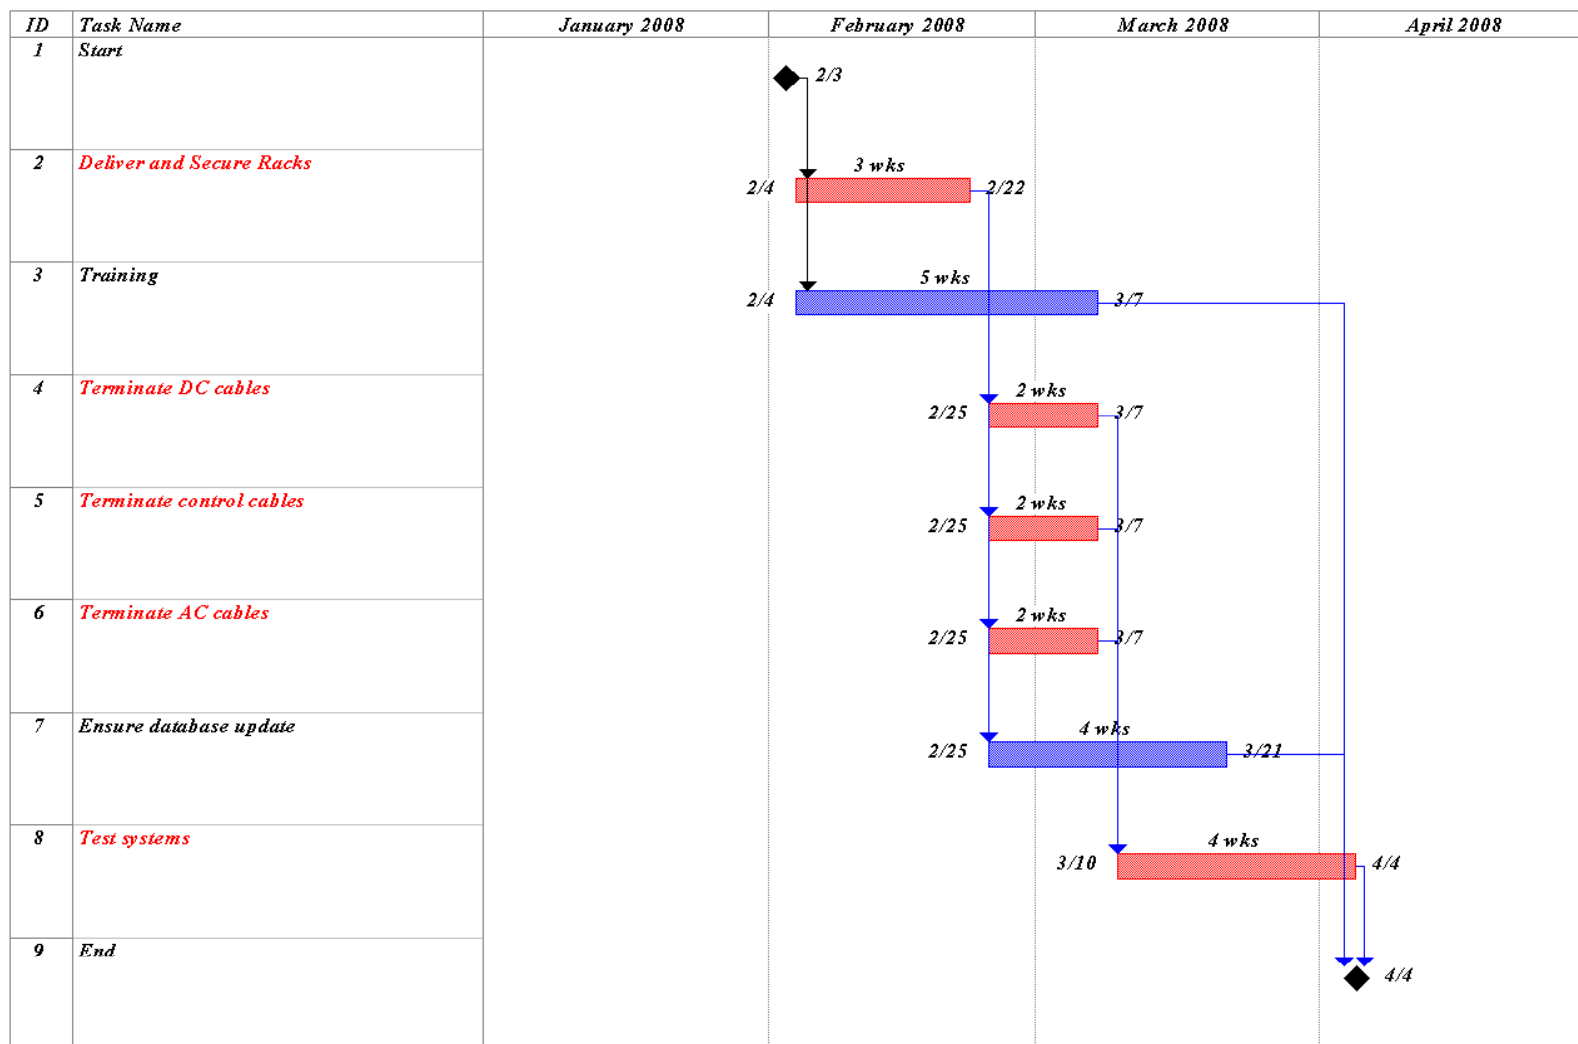 ID Task Name January 2008 February 2008 March 2008 April 2008
1 Start
2/3
2 Deliver and Secure Racks
3 wks
2/4 2/22
3 Training
5 wks
2/4 3/7
4 Terminate DC cables
2 wks
2/25 3/7
5 Terminate control cables
2 wks
2/25 3/7
6 Terminate AC cables
2 wks
2/25 3/7
7 Ensure database update
4 wks
2/25 3/21
8 Test systems
4 wks
3/10 4/4
9 End
4/4